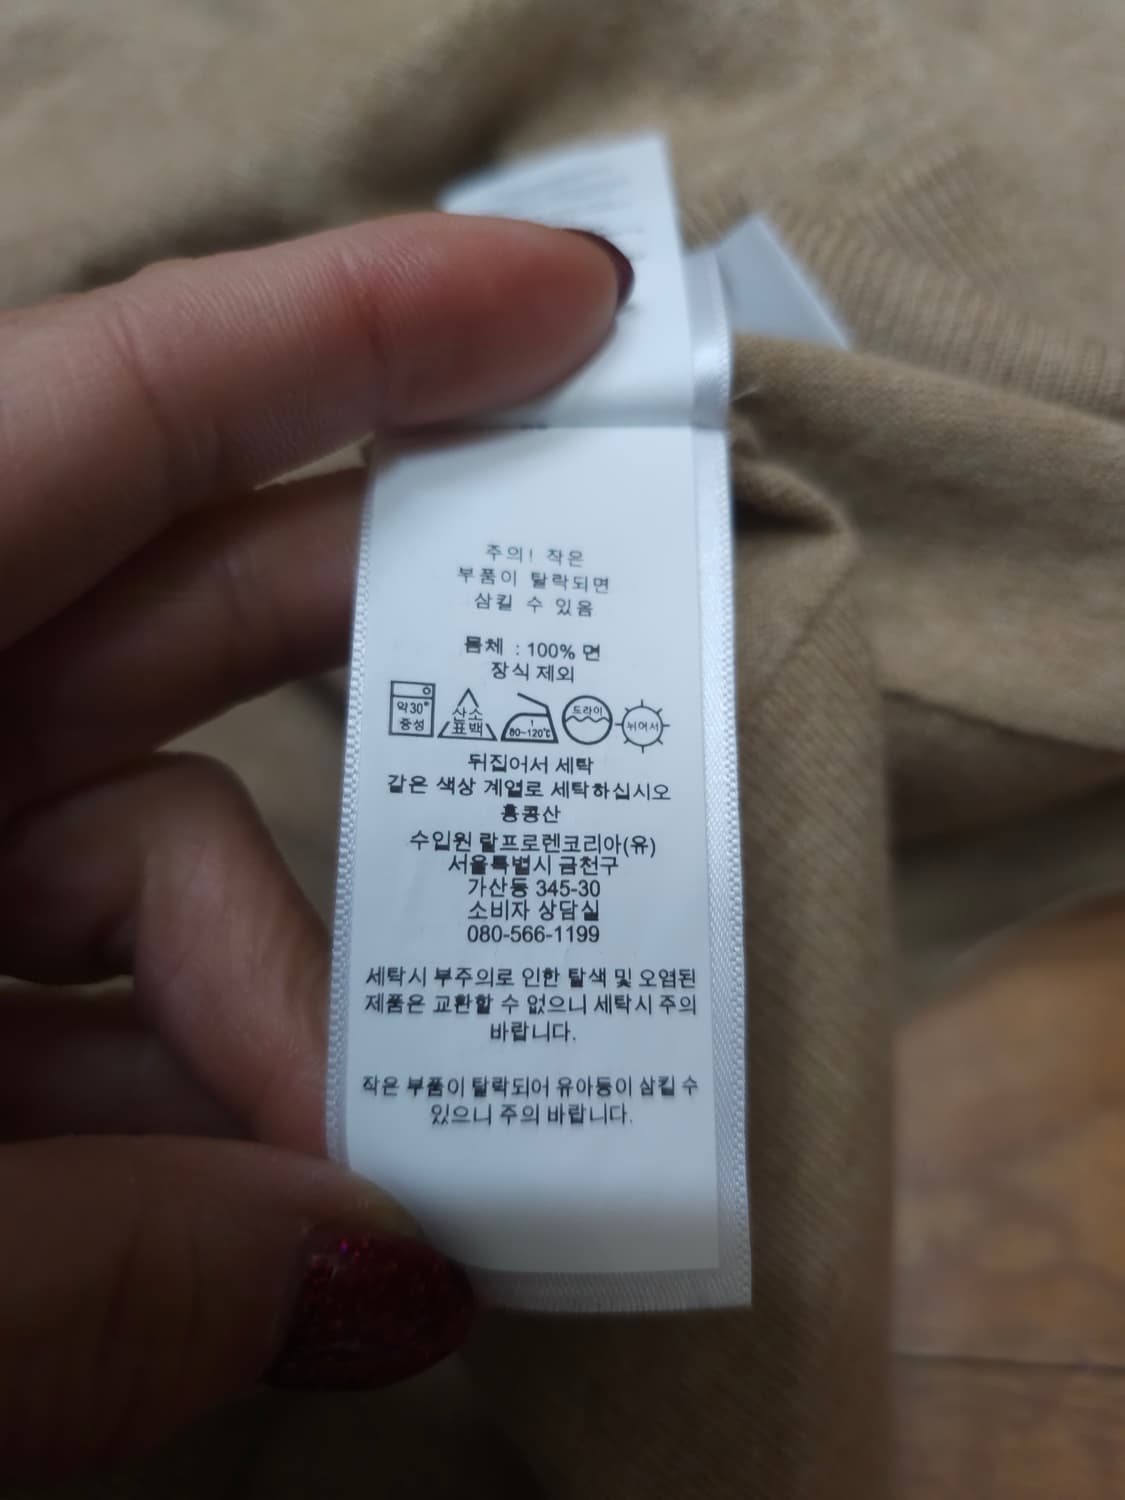 주의! 작은
부품이 탈락되면
삼킬 수 있음
몸체 : 100% 면
장식 제외
약30°
중성
산소
표백
1
80~120℃
드라이
뉘어서
뒤집어서 세탁
같은 색상 계열로 세탁하십시오
홍콩산
수입원 랄프로렌코리아(유)
서울특별시 금천구
가산동 345-30
소비자 상담실
080-566-1199
세탁시 부주의로 인한 탈색 및 오염된
제품은 교환할 수 없으니 세탁시 주의
바랍니다.
작은 부품이 탈락되어 유아등이 삼킬 수
있으니 주의 바랍니다.